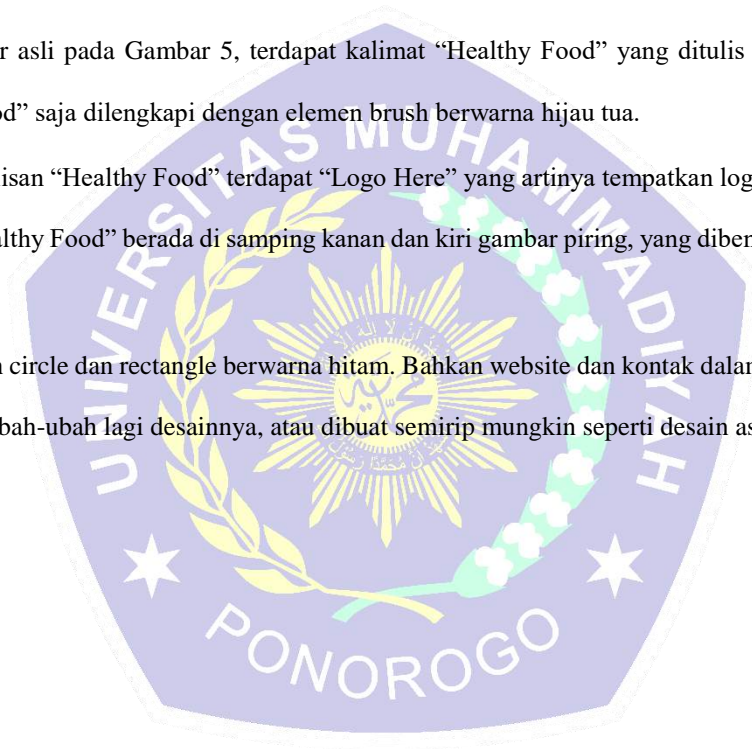 r asli pada Gambar 5, terdapat kalimat “Healthy Food” yang ditulis
od” saja dilengkapi dengan elemen brush berwarna hijau tua.
lisan “Healthy Food” terdapat “Logo Here” yang artinya tempatkan log
althy Food” berada di samping kanan dan kiri gambar piring, yang diben
n circle dan rectangle berwarna hitam. Bahkan website dan kontak dalam
bah-ubah lagi desainnya, atau dibuat semirip mungkin seperti desain as
UNIVERSITAS MUHAMMADIYAH
PONOROGO